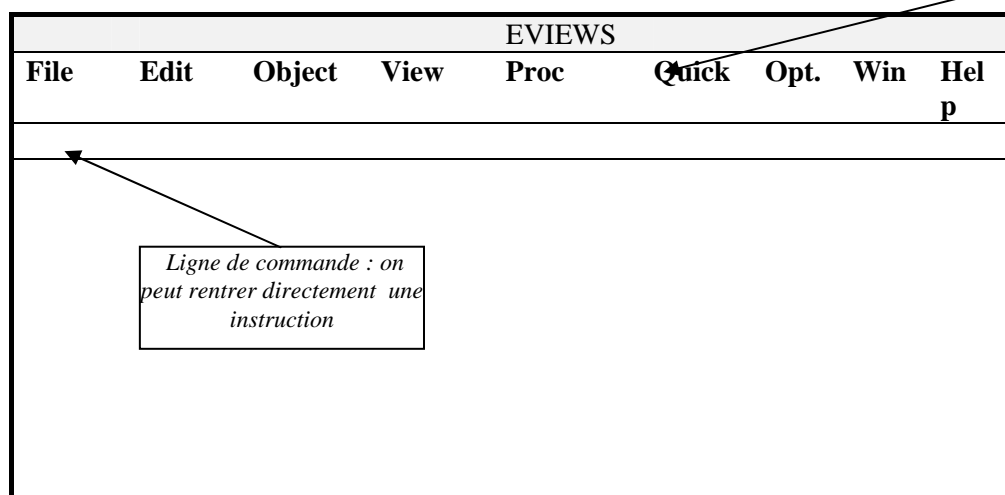 EVIEWS
File Edit Object View Proc Quick Opt. Win Hel
p
Ligne de commande : on
peut rentrer directement une
instruction